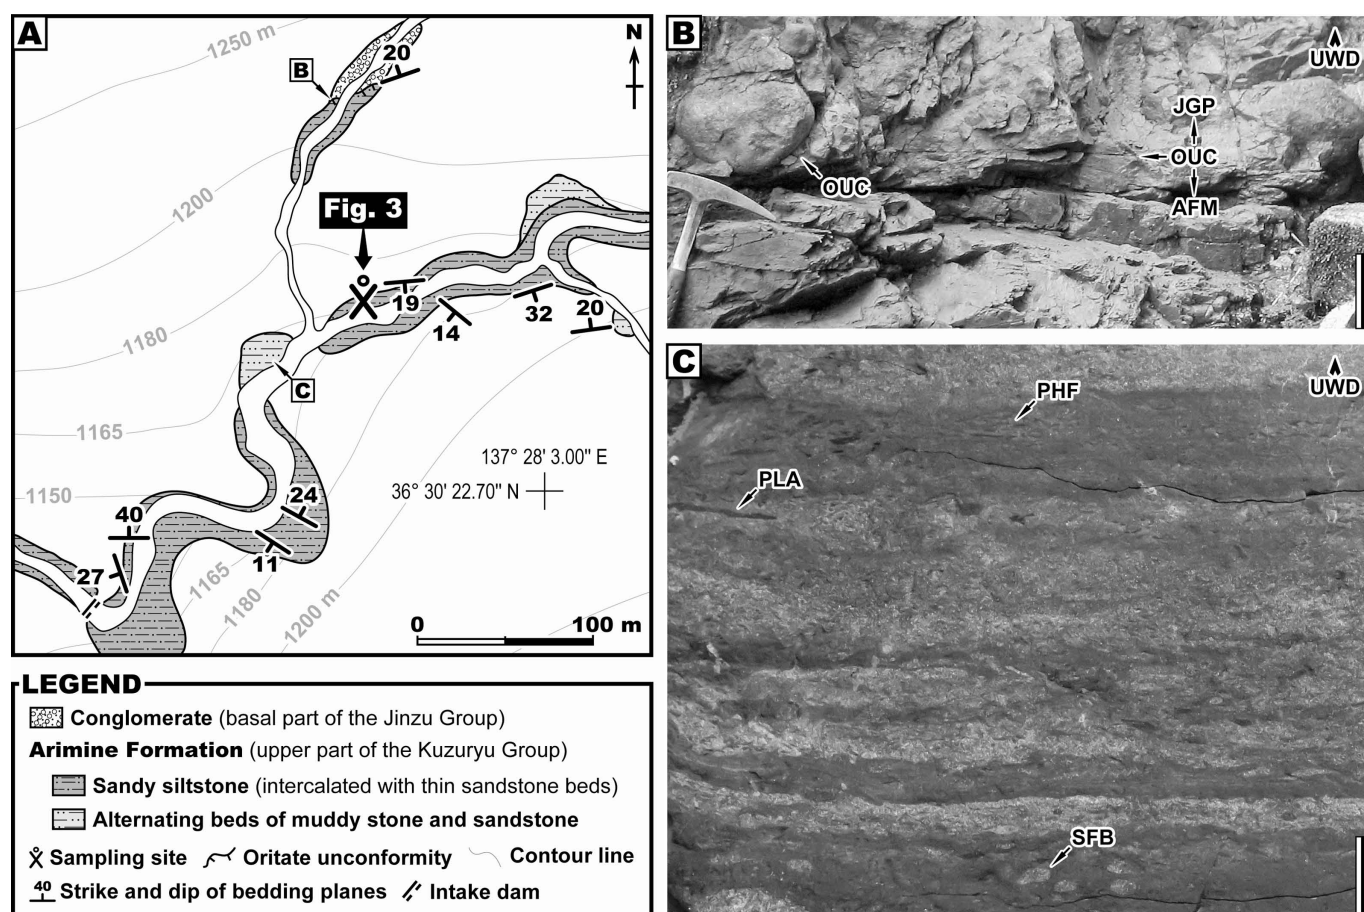 A
1250 m
20
N
B
1200
Fig. 3
19
14
32
20
1180
C
1165
137° 28' 3.00" E
36° 30' 22.70" N
1150
24
40
11
27
1165
1180
1200 m
0 100 m
LEGEND
Conglomerate (basal part of the Jinzu Group)
Arimine Formation (upper part of the Kuzuryu Group)
Sandy siltstone (intercalated with thin sandstone beds)
Alternating beds of muddy stone and sandstone
Sampling site Oritate unconformity Contour line
40 Strike and dip of bedding planes Intake dam
B
UWD
JGP
OUC
OUC
AFM
C
UWD
PHF
PLA
SFB